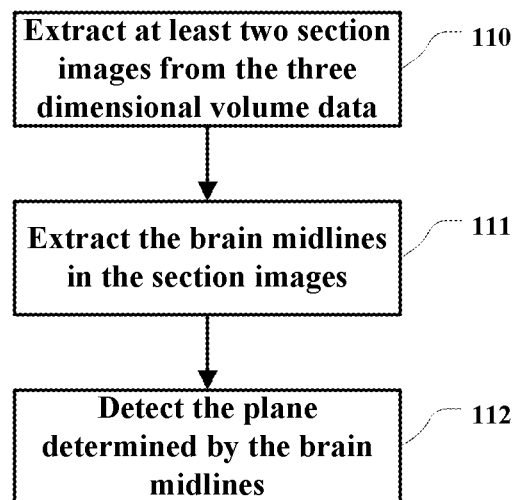 Extract at least two section
images from the three
dimensional volume data
110
Extract the brain midlines
in the section images
111
Detect the plane
determined by the brain
midlines
112